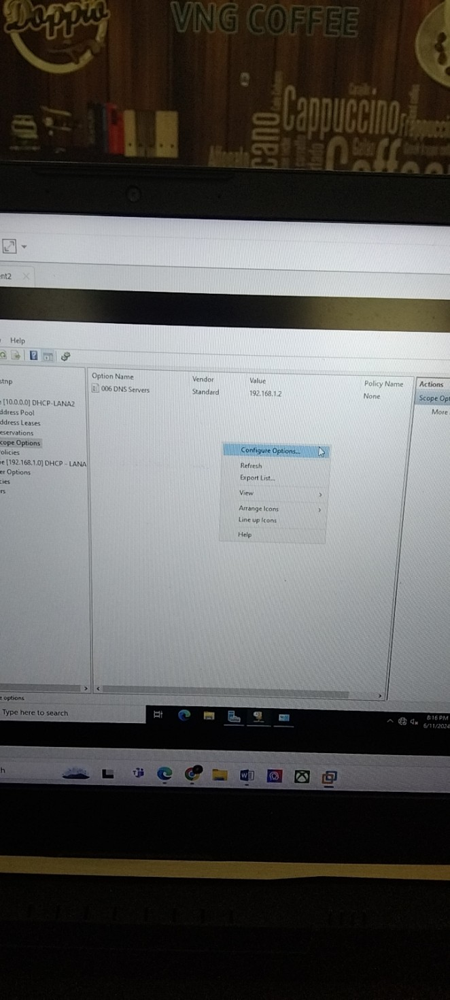 Doppio
VNG COFFEE
Cappuccino
cano
nt2
Help
Option Name Vendor Value Policy Name
006 DNS Servers Standard 192.168.1.2 None
Actions
Scope Opt
More
stnp
[10.0.0.0] DHCP-LANA2
ddress Pool
ddress Leases
eservations
cope Options
olicies
e [192.168.1.0] DHCP - LANA
er Options
cies
rs
Configure Options...
Refresh
Export List...
View
Arrange Icons
Line up Icons
Help
options
Type here to search
8:16 PM
6/11/2024
h